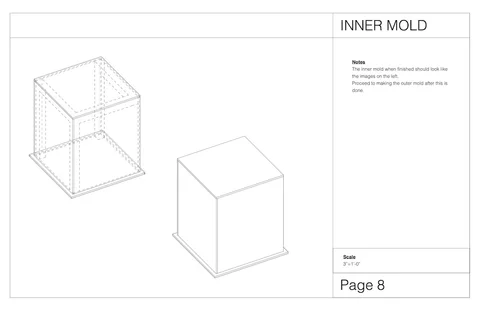 INNER MOLD
Notes
The inner mold when finished should look like
the images on the left.
Proceed to making the outer mold after this is
done.
Scale
3"= 1'-0"
Page 8